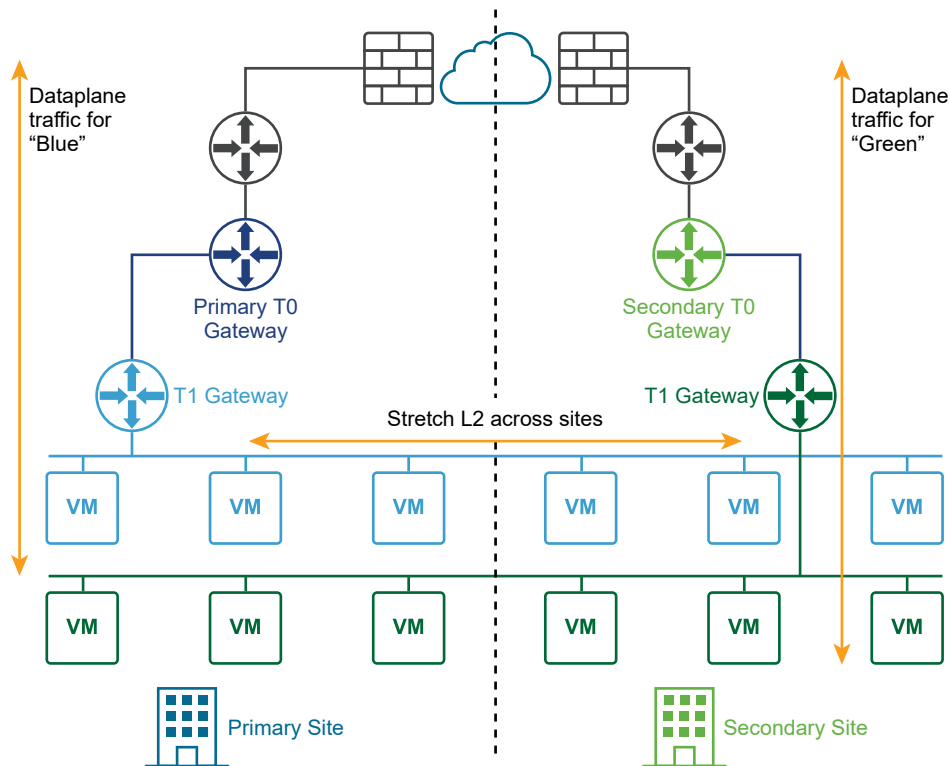 Dataplane
traffic for
“Blue”
Dataplane
traffic for
“Green”
Primary T0
Gateway
Secondary T0
Gateway
T1 Gateway
T1 Gateway
Stretch L2 across sites
VM VM VM VM VM VM
VM VM VM VM VM VM
Primary Site
Secondary Site